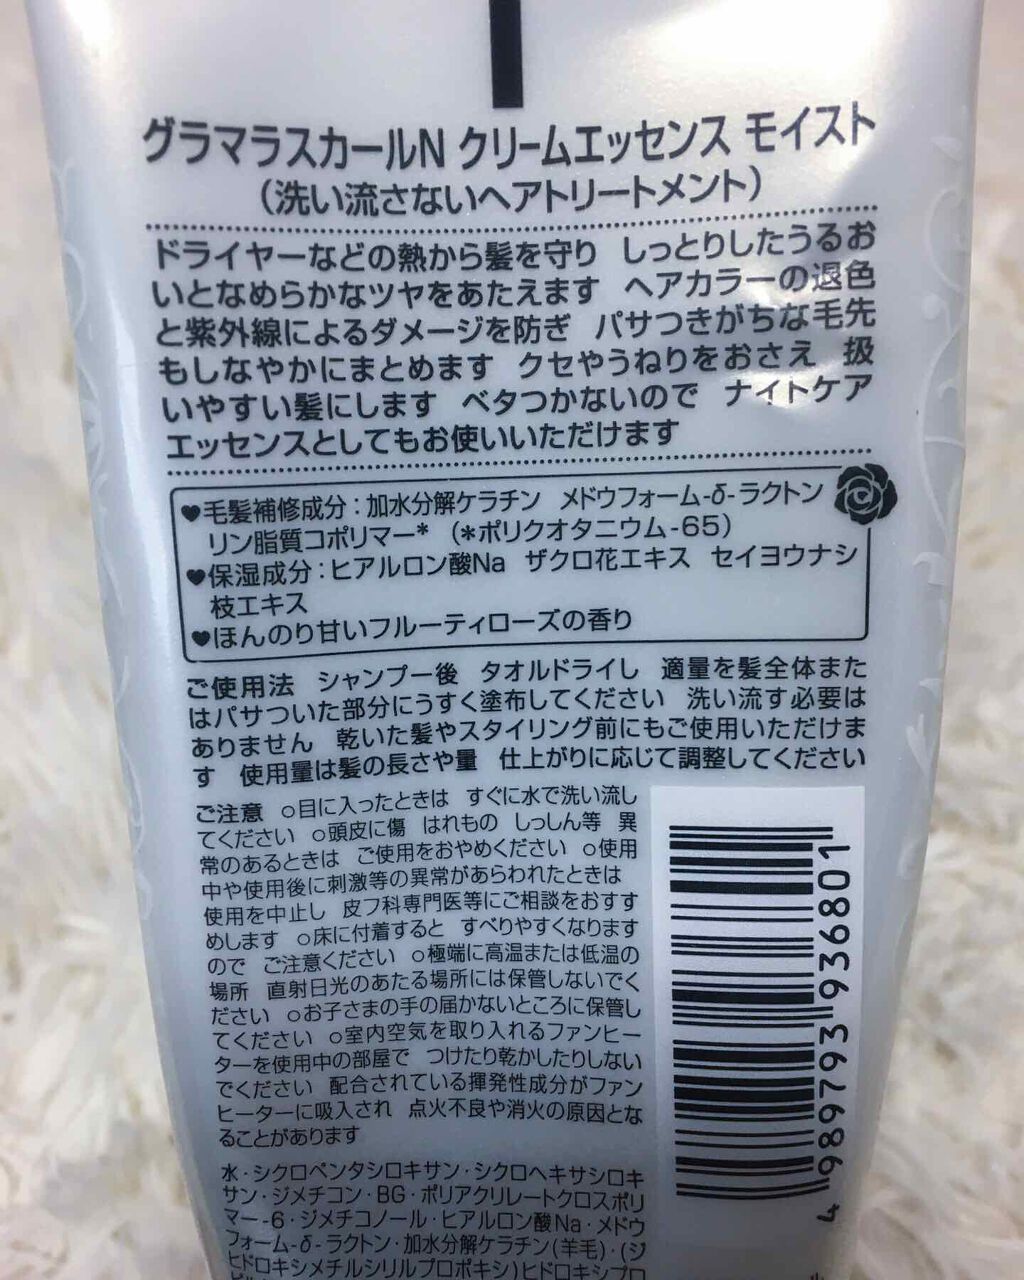 グラマラスカールN クリームエッセンス モイスト
（洗い流さないヘアトリートメント）
ドライヤーなどの熱から髪を守り しっとりしたうるお
いとなめらかなツヤをあたえます ヘアカラーの退色
と紫外線によるダメージを防ぎ パサつきがちな毛先
もしなやかにまとめます クセやうねりをおさえ 扱
いやすい髪にします ベタつかないので ナイトケア
エッセンスとしてもお使いいただけます
♥毛髪補修成分：加水分解ケラチン メドウフォーム-δ-ラクトン
リン脂質コポリマー*（*ポリクオタニウム-65）
♥保湿成分：ヒアルロン酸Na ザクロ花エキス セイヨウナシ
枝エキス
♥ほんのり甘いフルーティローズの香り
ご使用法 シャンプー後 タオルドライし 適量を髪全体また
はパサついた部分にうすく塗布してください 洗い流す必要は
ありません 乾いた髪やスタイリング前にもご使用いただけま
す 使用量は髪の長さや量 仕上がりに応じて調整してください
ご注意 ○目に入ったときは すぐに水で洗い流し
てください ○頭皮に傷 はれもの しっしん等 異
常のあるときは ご使用をおやめください ○使用
中や使用後に刺激等の異常があらわれたときは
使用を中止し 皮フ科専門医等にご相談をおすす
めします ○床に付着すると すべりやすくなります
ので ご注意ください ○極端に高温または低温の
場所 直射日光のあたる場所には保管しないでく
ださい ○お子さまの手の届かないところに保管し
てください ○室内空気を取り入れるファンヒー
ターを使用中の部屋で つけたり乾かしたりしない
でください 配合されている揮発性成分がファン
ヒーターに吸入され 点火不良や消火の原因とな
ることがあります
水・シクロペンタシロキサン・シクロヘキサシロキ
サン・ジメチコン・BG・ポリアクリレートクロスポリ
マー-6・ジメチコノール・ヒアルロン酸Na・メドウ
フォーム-δ-ラクトン・加水分解ケラチン(羊毛)・(ジ
ヒドロキシメチルシリルプロポキシ)ヒドロキシプロ
4 989793 936801